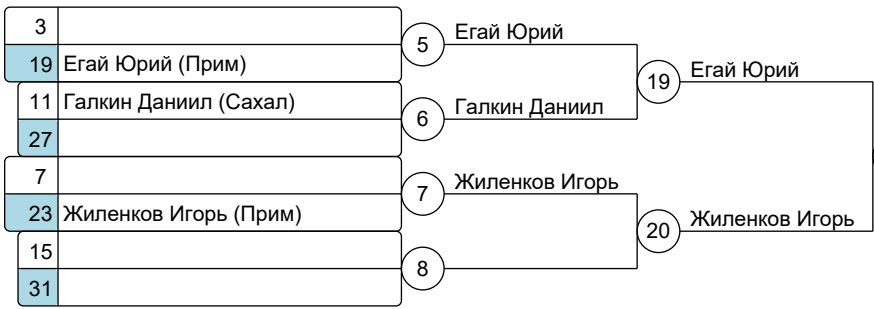 3
19 Егай Юрий (Прим)
11 Галкин Даниил (Сахал)
27
7
23 Жиленков Игорь (Прим)
15
31
5 Егай Юрий
6 Галкин Даниил
7 Жиленков Игорь
8
19 Егай Юрий
20 Жиленков Игорь